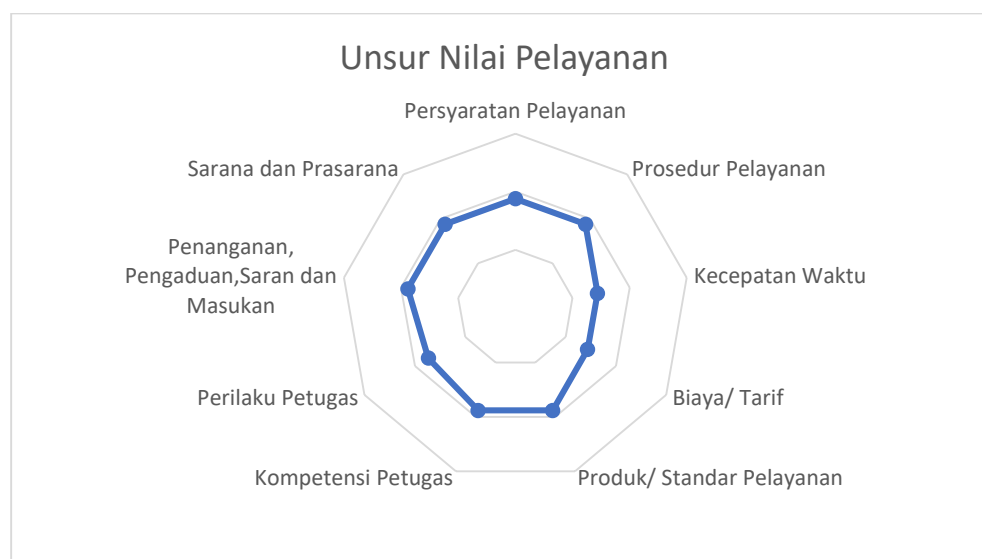 Unsur Nilai Pelayanan
Persyaratan Pelayanan
Prosedur Pelayanan
Kecepatan Waktu
Biaya/ Tarif
Produk/ Standar Pelayanan
Kompetensi Petugas
Perilaku Petugas
Penanganan,
Pengaduan,Saran dan
Masukan
Sarana dan Prasarana